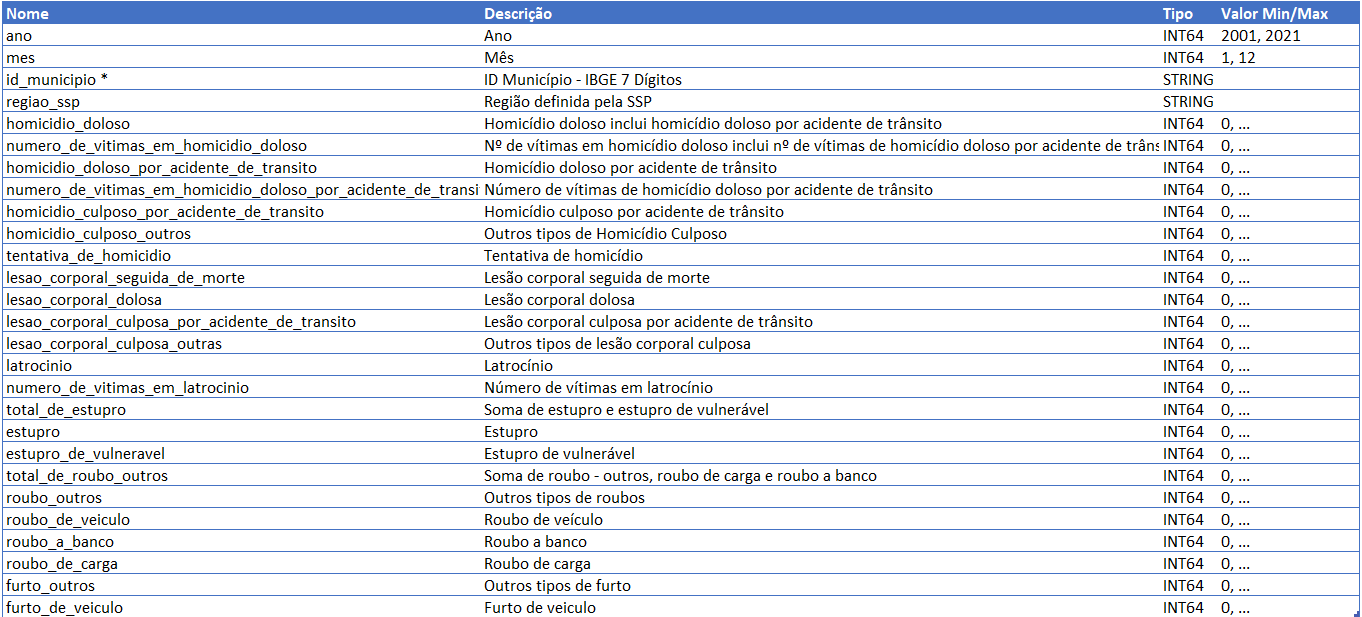 Nome Descrição Tipo Valor Min/Max
ano Ano INT64 2001, 2021
mes Mês INT64 1, 12
id_municipio * ID Município - IBGE 7 Dígitos STRING
regiao_ssp Região definida pela SSP STRING
homicidio_doloso Homicídio doloso inclui homicídio doloso por acidente de trânsito INT64 0, ...
numero_de_vitimas_em_homicidio_doloso Nº de vítimas em homicídio doloso inclui nº de vítimas de homicídio doloso por acidente de trâns INT64 0, ...
homicidio_doloso_por_acidente_de_transito Homicídio doloso por acidente de trânsito INT64 0, ...
numero_de_vitimas_em_homicidio_doloso_por_acidente_de_transi Número de vítimas de homicídio doloso por acidente de trânsito INT64 0, ...
homicidio_culposo_por_acidente_de_transito Homicídio culposo por acidente de trânsito INT64 0, ...
homicidio_culposo_outros Outros tipos de Homicídio Culposo INT64 0, ...
tentativa_de_homicidio Tentativa de homicídio INT64 0, ...
lesao_corporal_seguida_de_morte Lesão corporal seguida de morte INT64 0, ...
lesao_corporal_dolosa Lesão corporal dolosa INT64 0, ...
lesao_corporal_culposa_por_acidente_de_transito Lesão corporal culposa por acidente de trânsito INT64 0, ...
lesao_corporal_culposa_outras Outros tipos de lesão corporal culposa INT64 0, ...
latrocinio Latrocínio INT64 0, ...
numero_de_vitimas_em_latrocinio Número de vítimas em latrocínio INT64 0, ...
total_de_estupro Soma de estupro e estupro de vulnerável INT64 0, ...
estupro Estupro INT64 0, ...
estupro_de_vulneravel Estupro de vulnerável INT64 0, ...
total_de_roubo_outros Soma de roubo - outros, roubo de carga e roubo a banco INT64 0, ...
roubo_outros Outros tipos de roubos INT64 0, ...
roubo_de_veiculo Roubo de veículo INT64 0, ...
roubo_a_banco Roubo a banco INT64 0, ...
roubo_de_carga Roubo de carga INT64 0, ...
furto_outros Outros tipos de furto INT64 0, ...
furto_de_veiculo Furto de veiculo INT64 0, ...